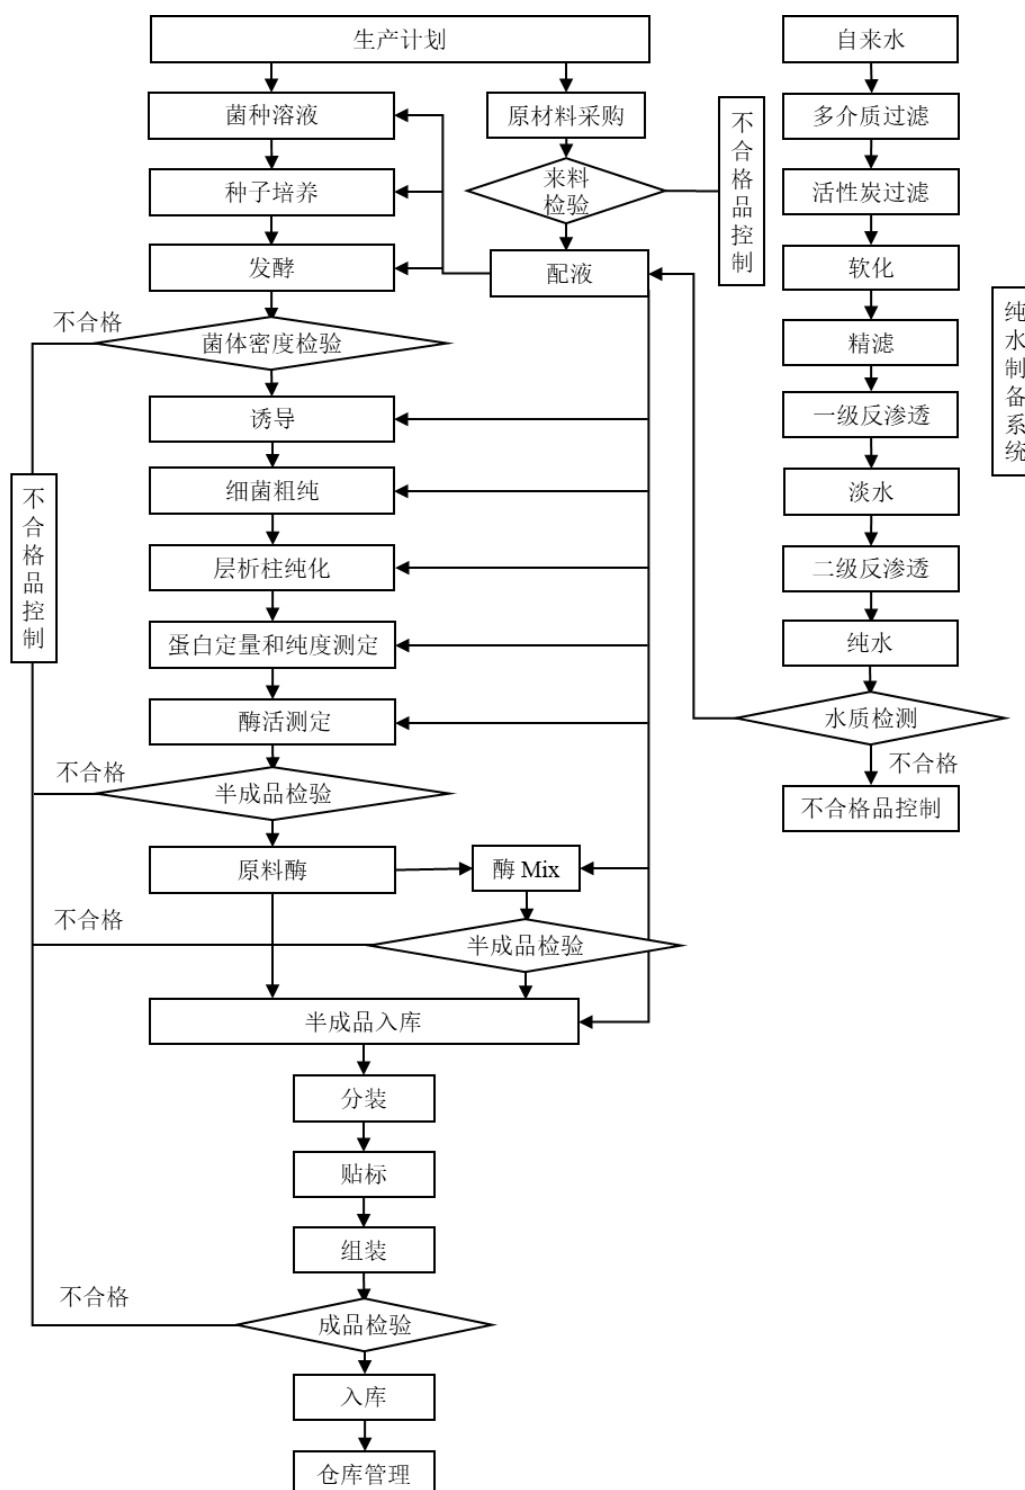 生产计划
自来水
菌种溶液
原材料采购
不合格品控制
多介质过滤
种子培养
来料
检验
活性炭过滤
发酵
配液
软化
不合格
菌体密度检验
精滤
纯水制备系统
诱导
一级反渗透
不合格品控制
细菌粗纯
淡水
层析柱纯化
二级反渗透
蛋白定量和纯度测定
纯水
酶活测定
水质检测
不合格
不合格
半成品检验
不合格品控制
原料酶
酶 Mix
不合格
半成品检验
半成品入库
分装
贴标
组装
不合格
成品检验
入库
仓库管理